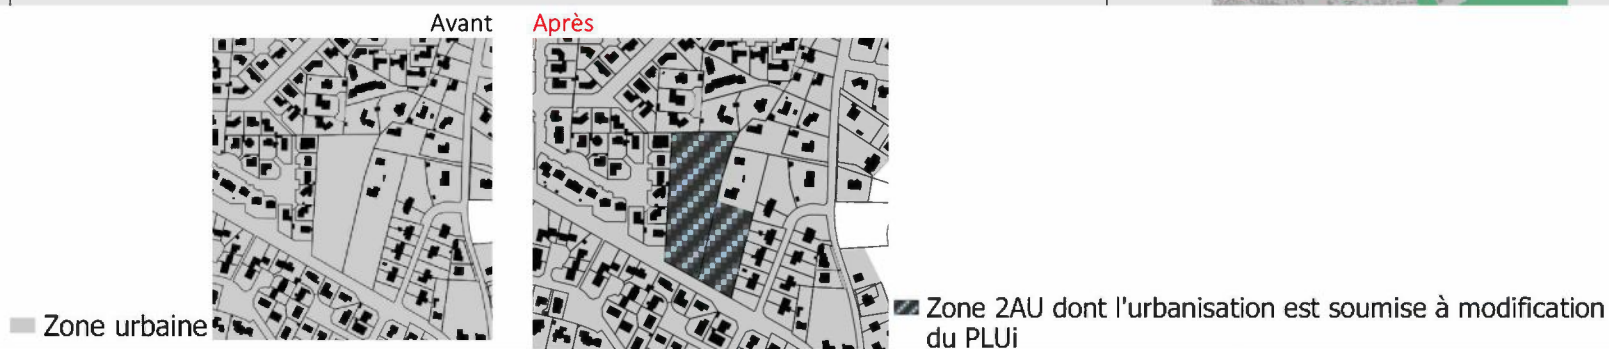 Avant
Après
Zone urbaine
Zone 2AU dont l'urbanisation est soumise à modification
du PLUi